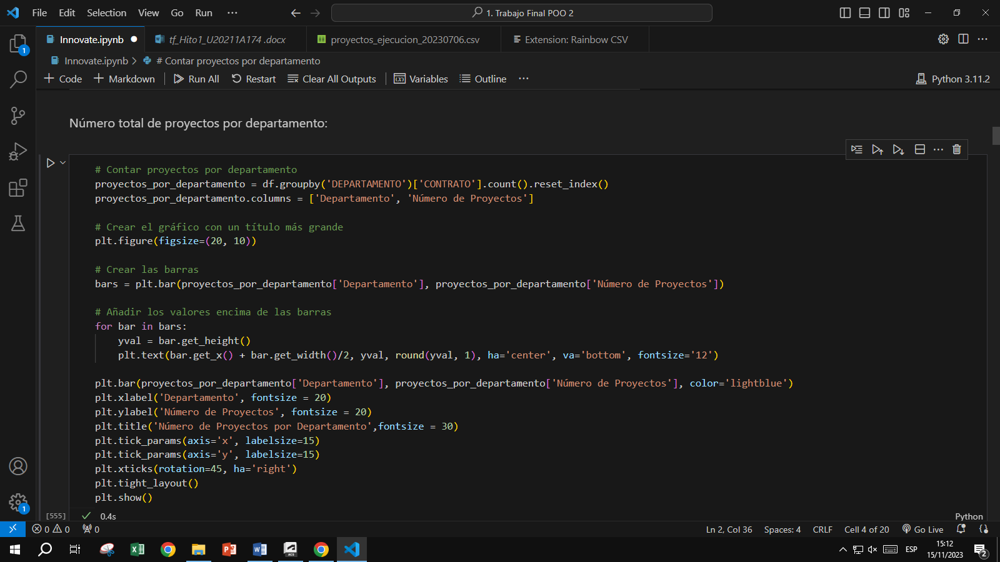 File Edit Selection View Go Run ···
1. Trabajo Final POO 2
Innovate.ipynb
tf_Hito1_U20211A174 .docx
proyectos_ejecucion_20230706.csv
Extension: Rainbow CSV
1
Innovate.ipynb > # Contar proyectos por departamento
+ Code + Markdown Run All Restart Clear All Outputs Variables Outline ···
Python 3.11.2
Número total de proyectos por departamento:
# Contar proyectos por departamento
proyectos_por_departamento = df.groupby('DEPARTAMENTO')['CONTRATO'].count().reset_index()
proyectos_por_departamento.columns = ['Departamento', 'Número de Proyectos']
# Crear el gráfico con un título más grande
plt.figure(figsize=(20, 10))
# Crear las barras
bars = plt.bar(proyectos_por_departamento['Departamento'], proyectos_por_departamento['Número de Proyectos'])
# Añadir los valores encima de las barras
for bar in bars:
    yval = bar.get_height()
    plt.text(bar.get_x() + bar.get_width()/2, yval, round(yval, 1), ha='center', va='bottom', fontsize='12')
plt.bar(proyectos_por_departamento['Departamento'], proyectos_por_departamento['Número de Proyectos'], color='lightblue')
plt.xlabel('Departamento', fontsize = 20)
plt.ylabel('Número de Proyectos', fontsize = 20)
plt.title('Número de Proyectos por Departamento',fontsize = 30)
plt.tick_params(axis='x', labelsize=15)
plt.tick_params(axis='y', labelsize=15)
plt.xticks(rotation=45, ha='right')
plt.tight_layout()
plt.show()
1
[555] 0.4s
Python
0 0 0
Ln 2, Col 36 Spaces: 4 CRLF Cell 4 of 20 Go Live
ESP
15:12
15/11/2023
2